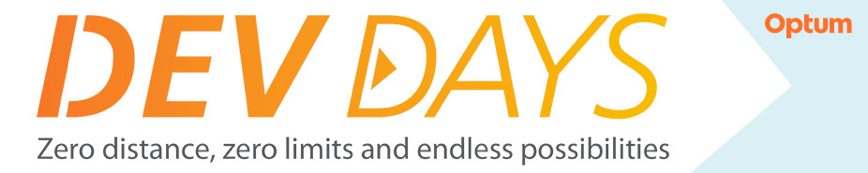 DEV DAYS
Optum
Zero distance, zero limits and endless possibilities